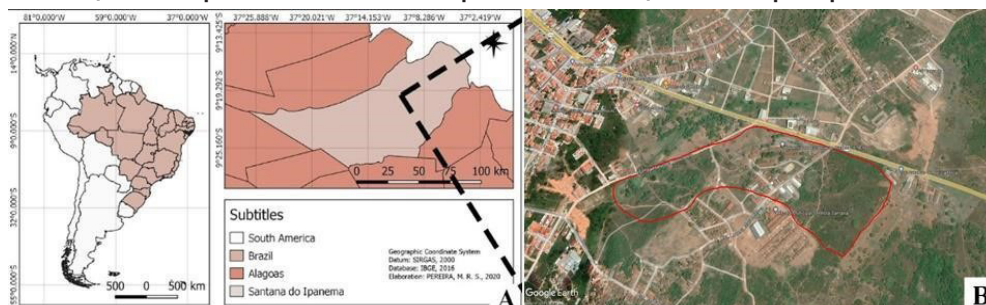 81°0.000'W 59°0.000'W 37°0.000'W
37°25.888'W 37°20.021'W 37°14.153'W 37°8.286'W 37°2.419'W
14°0.000'N
9°0.000'S
32°0.000'S
55°0.000'S
9°13.425'S
9°19.292'S
9°25.160'S
0 25 50 75 100 km
500 0 500 km
Subtitles
South America
Brazil
Alagoas
Santana do Ipanema
Geographic Coordinate System
Datum: SIRGAS, 2000
Database: IBGE, 2016
Elaboration: PEREIRA, M. R. S., 2020
A
Google Earth
B